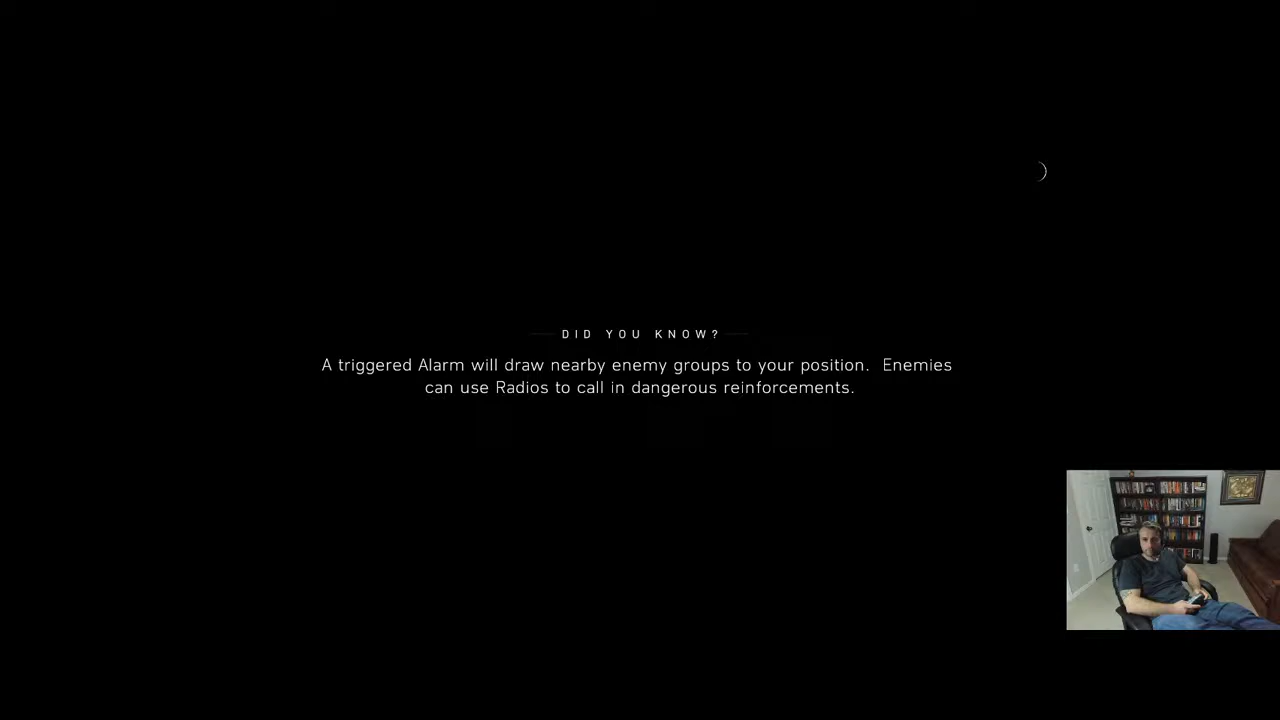 DID YOU KNOW?
A triggered Alarm will draw nearby enemy groups to your position.  Enemies
can use Radios to call in dangerous reinforcements.